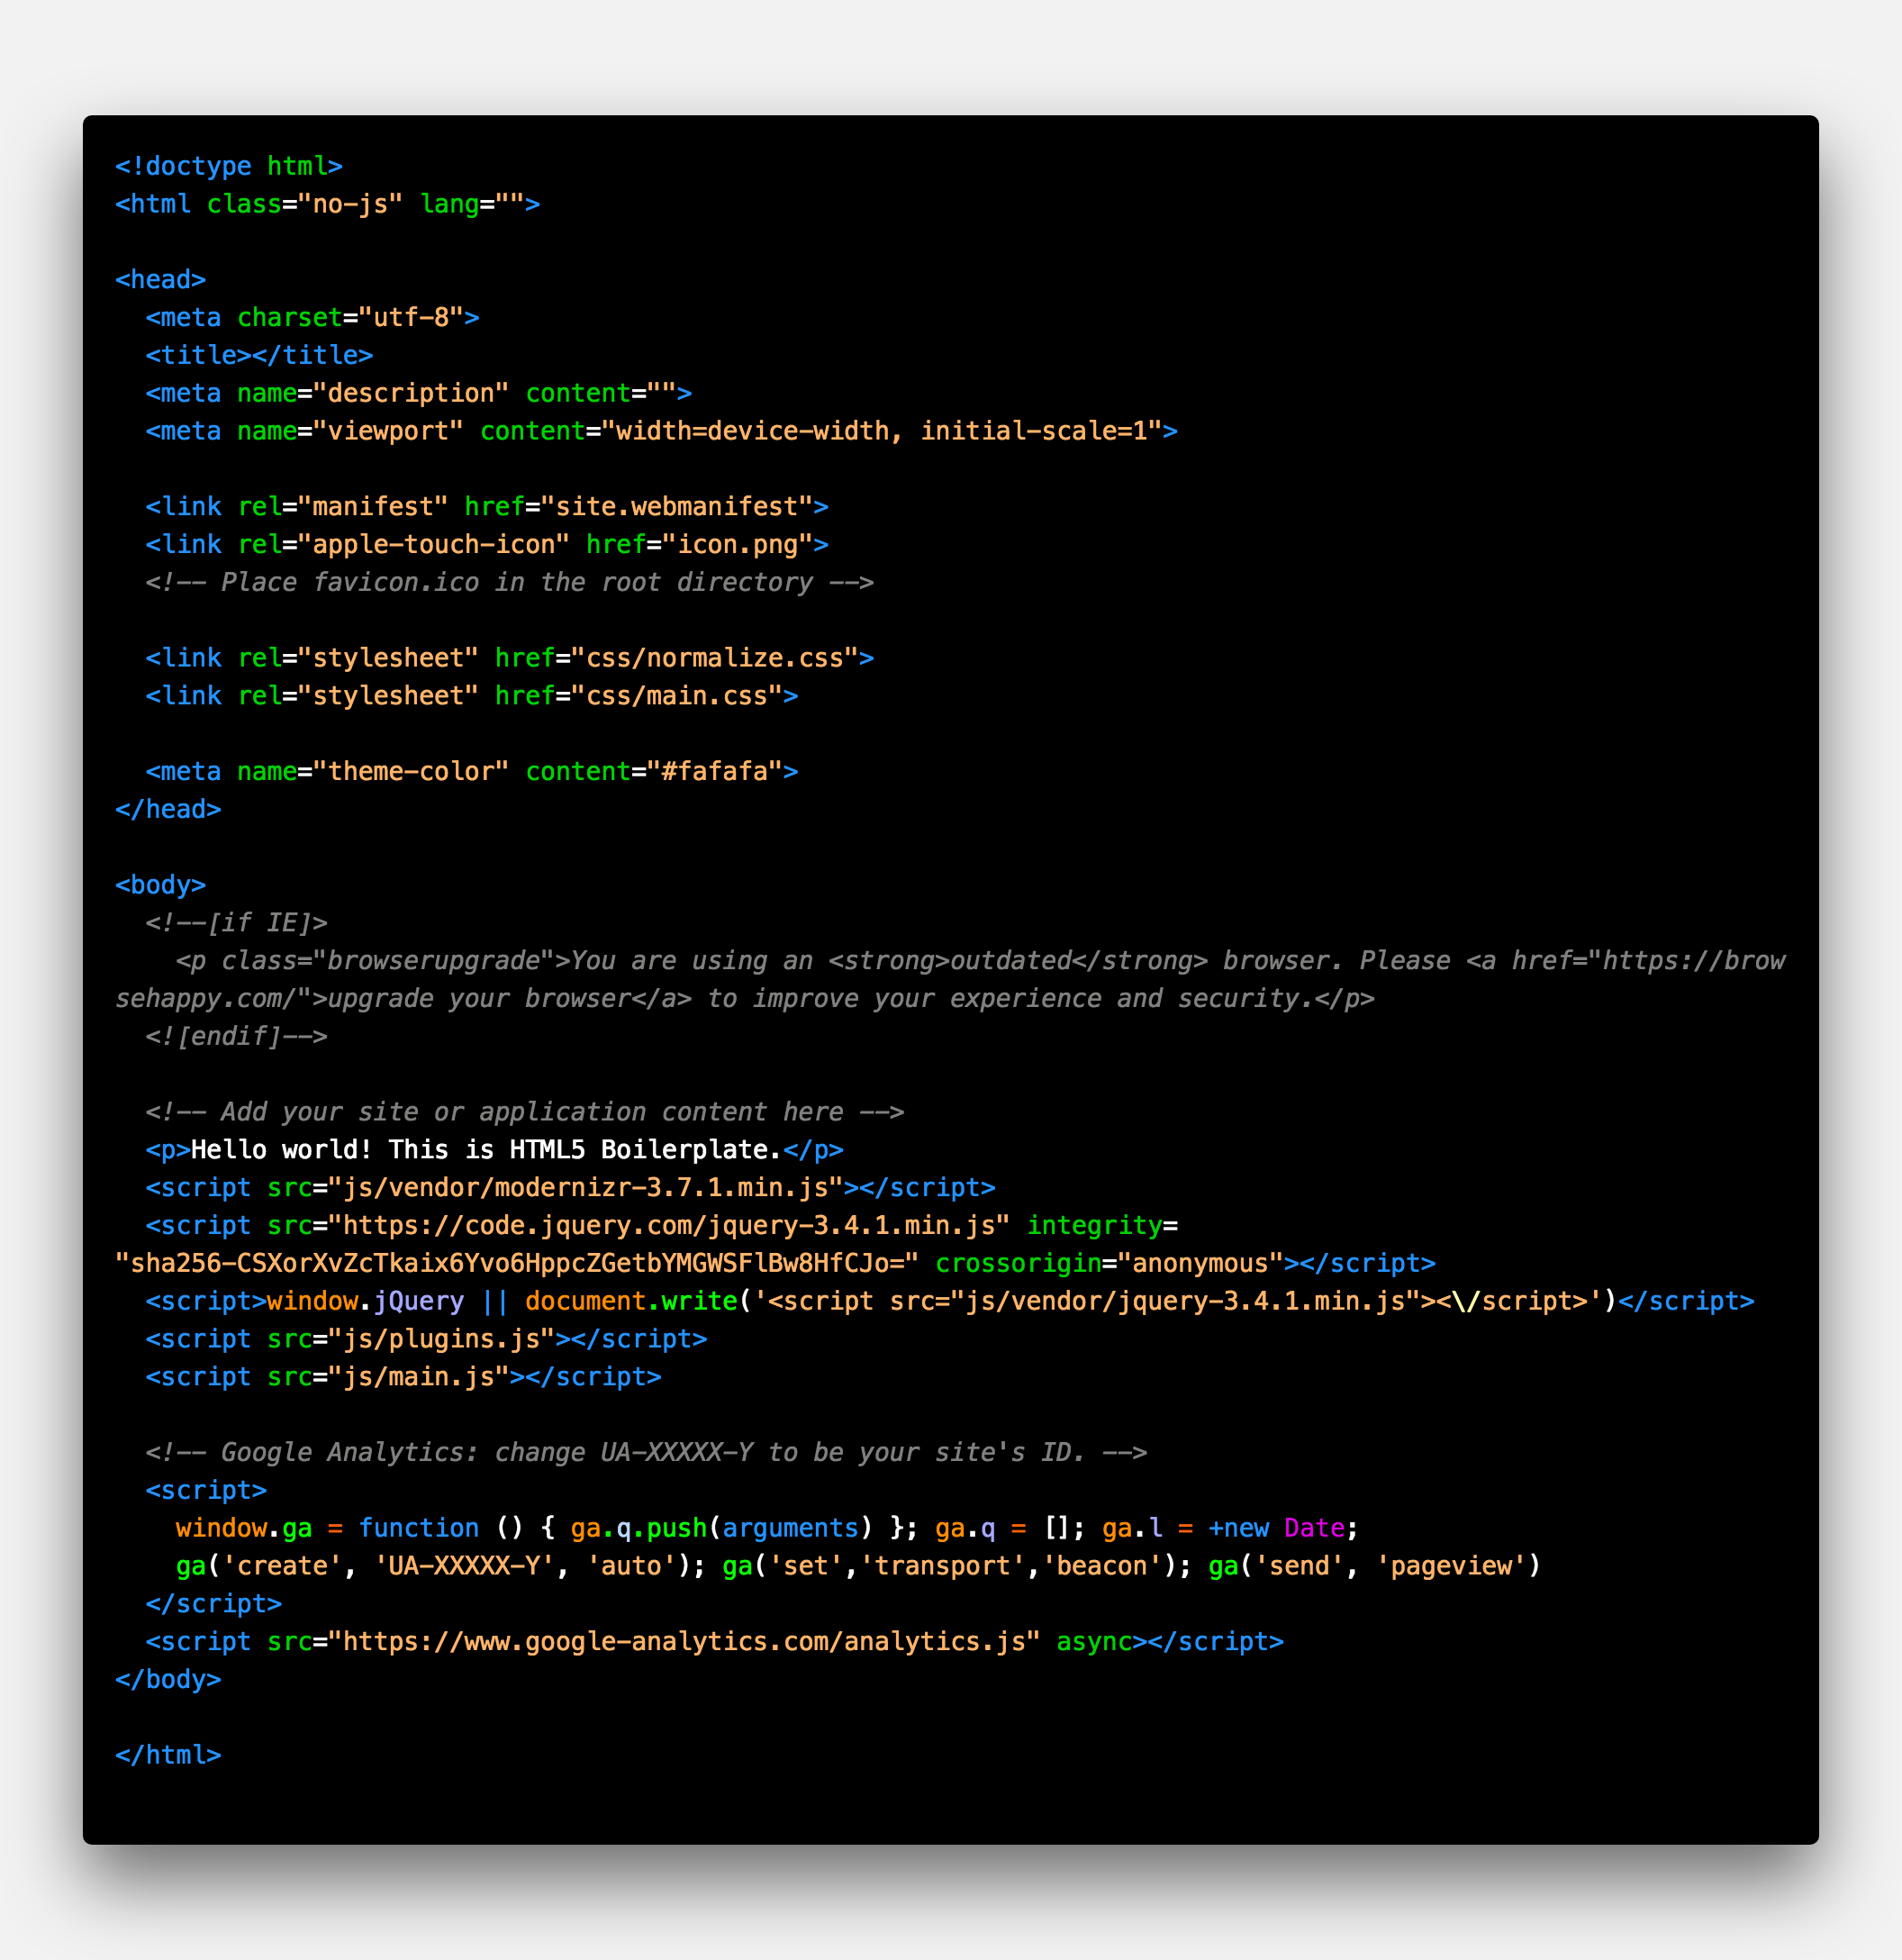 <!doctype html>
<html class="no-js" lang="">

<head>
  <meta charset="utf-8">
  <title></title>
  <meta name="description" content="">
  <meta name="viewport" content="width=device-width, initial-scale=1">

  <link rel="manifest" href="site.webmanifest">
  <link rel="apple-touch-icon" href="icon.png">
  <!-- Place favicon.ico in the root directory -->

  <link rel="stylesheet" href="css/normalize.css">
  <link rel="stylesheet" href="css/main.css">

  <meta name="theme-color" content="#fafafa">
</head>

<body>
  <!--[if IE]>
    <p class="browserupgrade">You are using an <strong>outdated</strong> browser. Please <a href="https://brow
sehappy.com/">upgrade your browser</a> to improve your experience and security.</p>
  <![endif]-->

  <!-- Add your site or application content here -->
  <p>Hello world! This is HTML5 Boilerplate.</p>
  <script src="js/vendor/modernizr-3.7.1.min.js"></script>
  <script src="https://code.jquery.com/jquery-3.4.1.min.js" integrity=
"sha256-CSXorXvZcTkaix6Yvo6HppcZGetbYMGWSFlBw8HfCJo=" crossorigin="anonymous"></script>
  <script>window.jQuery || document.write('<script src="js/vendor/jquery-3.4.1.min.js"><\/script>')</script>
  <script src="js/plugins.js"></script>
  <script src="js/main.js"></script>

  <!-- Google Analytics: change UA-XXXXX-Y to be your site's ID. -->
  <script>
    window.ga = function () { ga.q.push(arguments) }; ga.q = []; ga.l = +new Date;
    ga('create', 'UA-XXXXX-Y', 'auto'); ga('set','transport','beacon'); ga('send', 'pageview')
  </script>
  <script src="https://www.google-analytics.com/analytics.js" async></script>
</body>

</html>